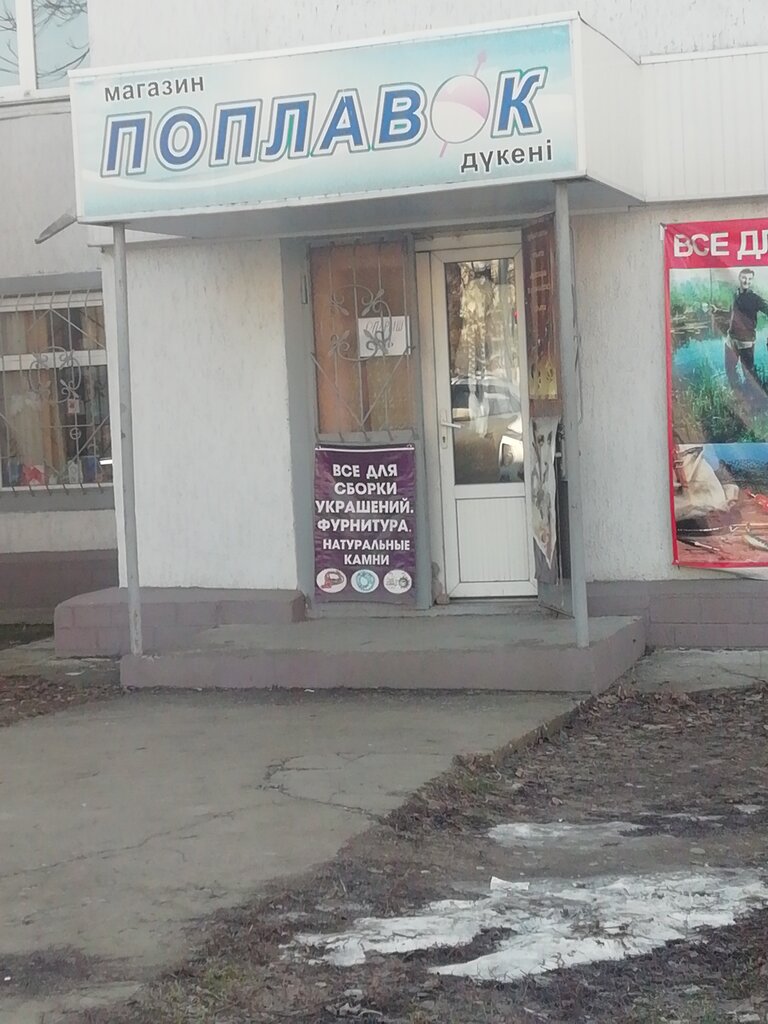 магазин
ПОПЛАВОК
дүкені
ВСЕ ДЛЯ
СБОРКИ
УКРАШЕНИЙ.
ФУРНИТУРА.
НАТУРАЛЬНЫЕ
КАМНИ
ВСЕ